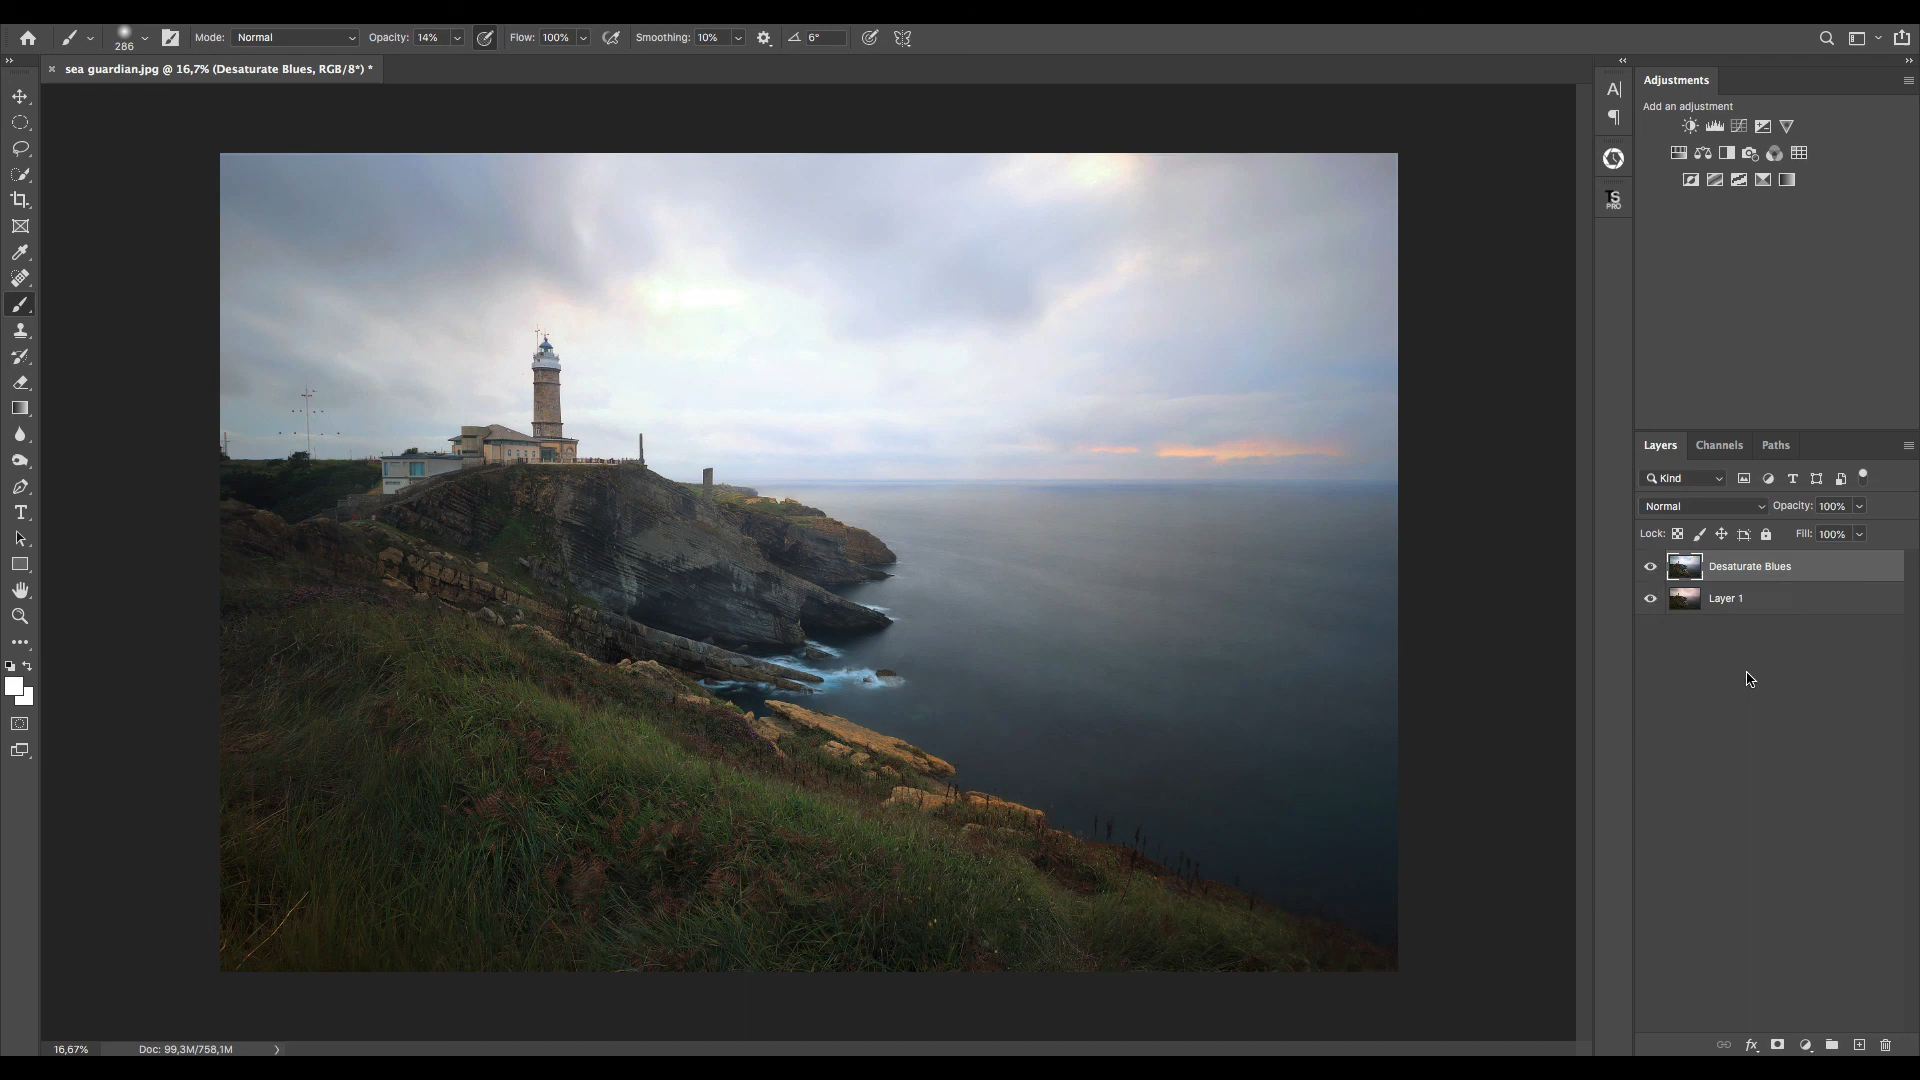 286
Mode: Normal
Opacity: 14%
Flow: 100%
Smoothing: 10%
6°
sea guardian.jpg @ 16,7% (Desaturate Blues, RGB/8*) *
Adjustments
Add an adjustment
TS PRO
Layers Channels Paths
Kind
Normal Opacity: 100%
Lock: Fill: 100%
Desaturate Blues
Layer 1
16,67% Doc: 99,3M/758,1M